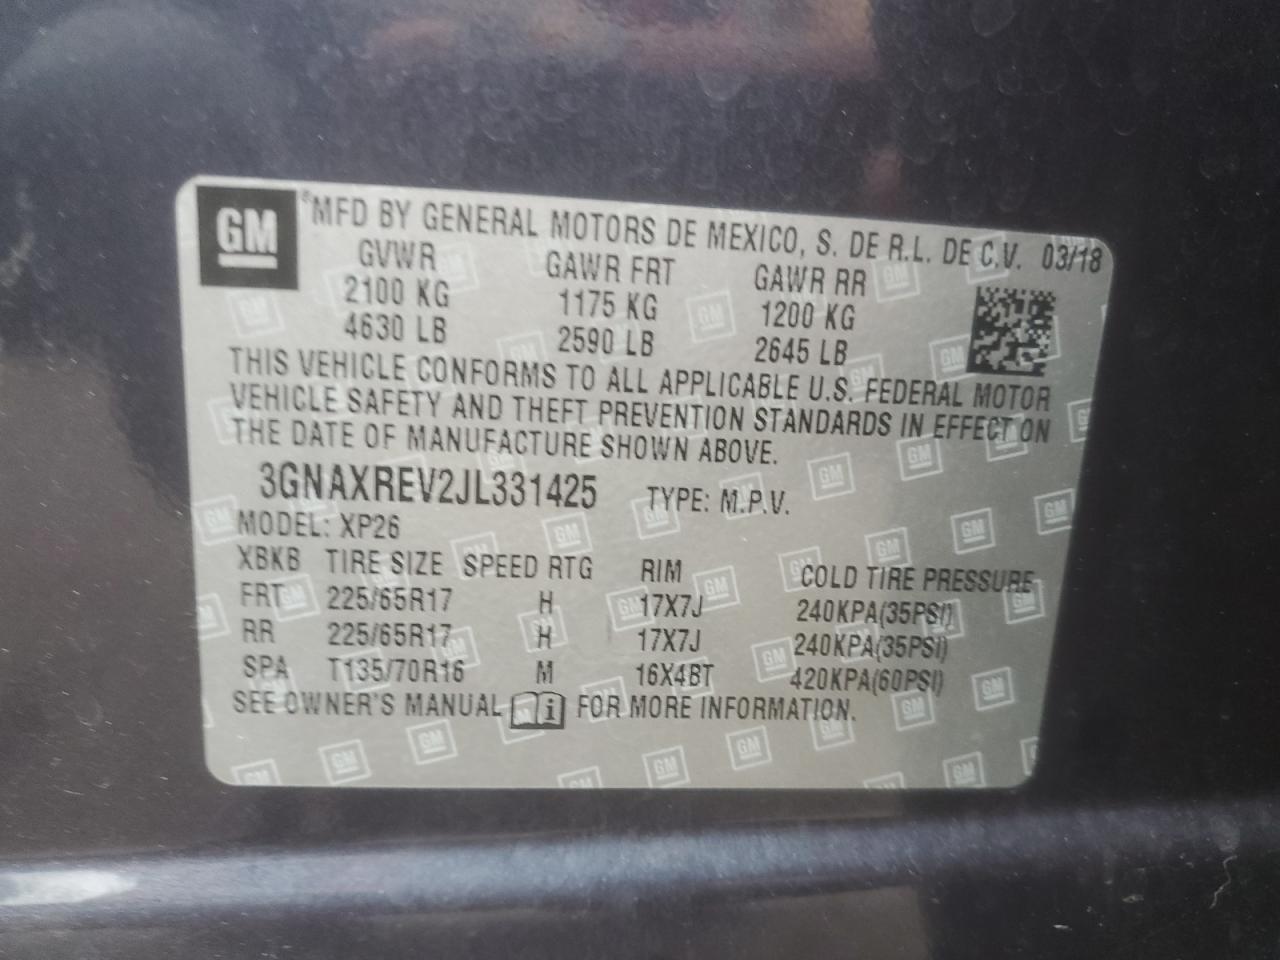 GM
MFD BY GENERAL MOTORS DE MEXICO, S. DE R.L. DE C.V. 03/18
GVWR GAWR FRT GAWR RR
2100 KG 1175 KG 1200 KG
4630 LB 2590 LB 2645 LB
THIS VEHICLE CONFORMS TO ALL APPLICABLE U.S. FEDERAL MOTOR
VEHICLE SAFETY AND THEFT PREVENTION STANDARDS IN EFFECT ON
THE DATE OF MANUFACTURE SHOWN ABOVE.
3GNAXREV2JL331425 TYPE: M.P.V.
MODEL: XP26
XBKB TIRE SIZE SPEED RTG RIM COLD TIRE PRESSURE
FRT 225/65R17 H 17X7J 240KPA(35PSI)
RR 225/65R17 H 17X7J 240KPA(35PSI)
SPA T135/70R16 M 16X4BT 420KPA(60PSI)
SEE OWNER'S MANUAL i FOR MORE INFORMATION.